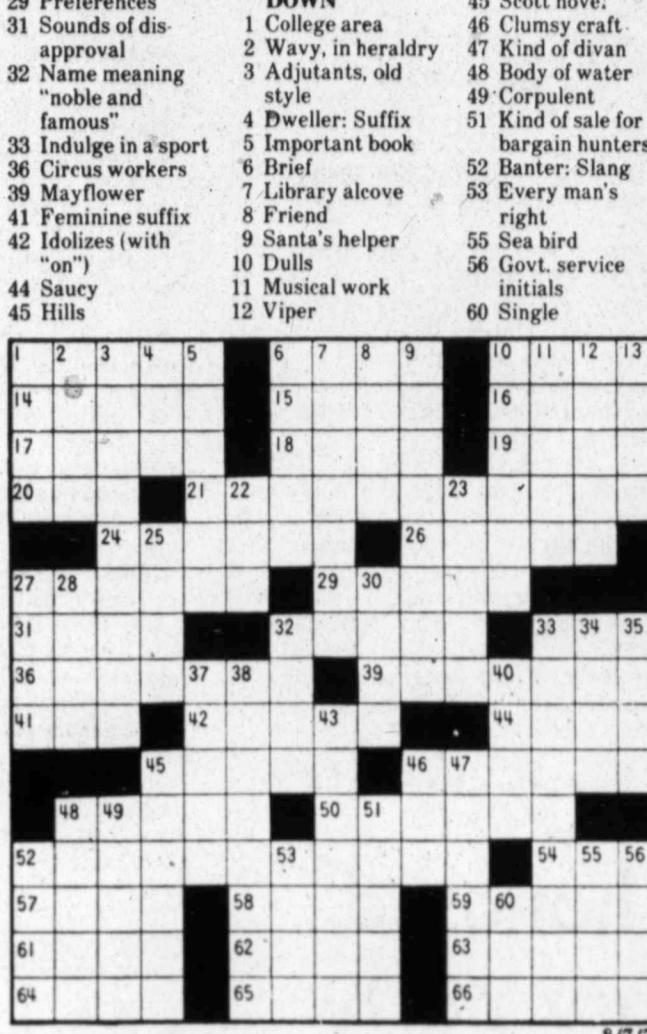 29 Preferences
31 Sounds of dis-
approval
32 Name meaning
"noble and
famous"
33 Indulge in a sport
36 Circus workers
39 Mayflower
41 Feminine suffix
42 Idolizes (with
"on")
44 Saucy
45 Hills
DOWN
1 College area
2 Wavy, in heraldry
3 Adjutants, old
style
4 Dweller: Suffix
5 Important book
6 Brief
7 Library alcove
8 Friend
9 Santa's helper
10 Dulls
11 Musical work
12 Viper
45 Scott novel
46 Clumsy craft
47 Kind of divan
48 Body of water
49 Corpulent
51 Kind of sale for
bargain hunters
52 Banter: Slang
53 Every man's
right
55 Sea bird
56 Govt. service
initials
60 Single
1 2 3 4 5 6 7 8 9 10 11 12 13
14 15 16
17 18 19
20 21 22 23
24 25 26
27 28 29 30
31 32 33 34 35
36 37 38 39 40
41 42 43 44
45 46 47
48 49 50 51
52 53 54 55 56
57 58 59 60
61 62 63
64 65 66